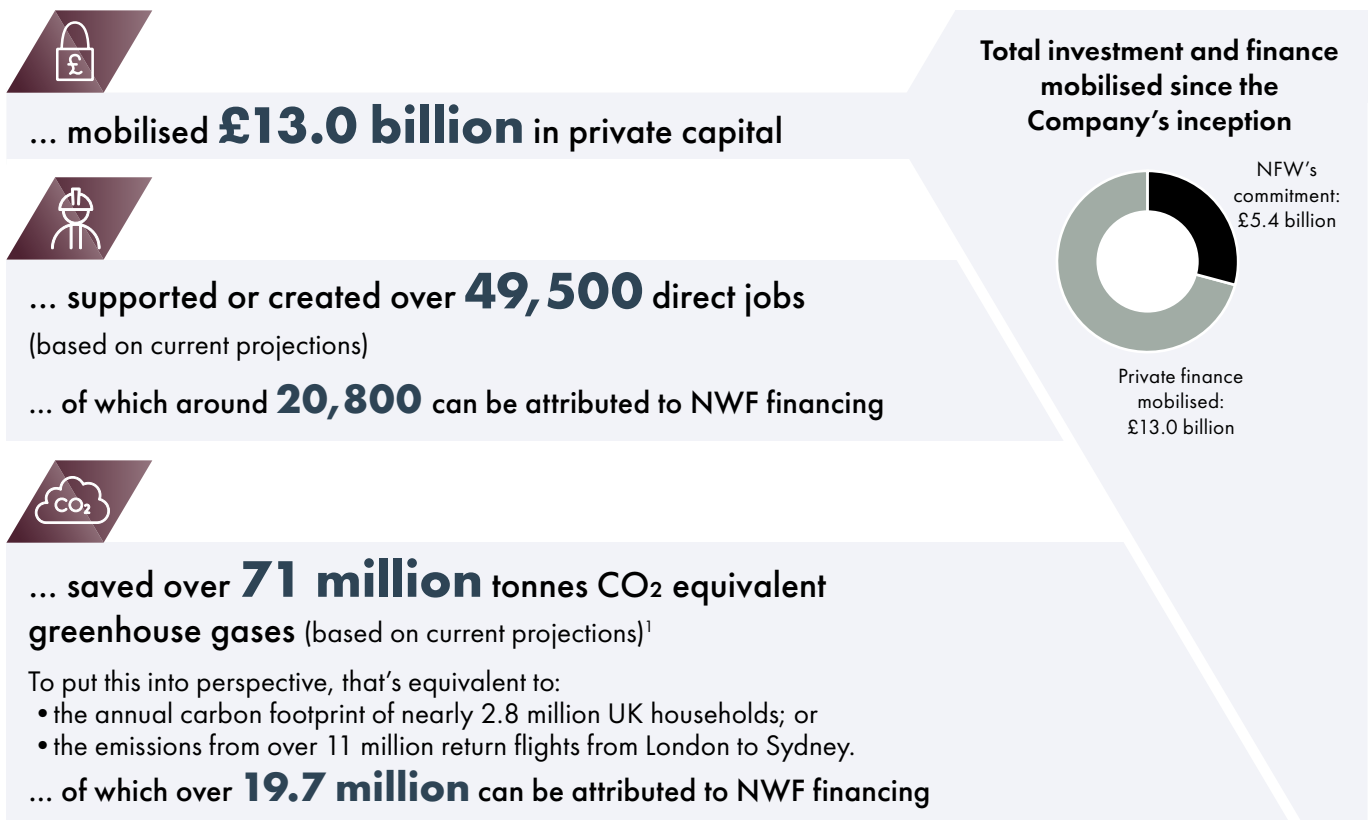 £
... mobilised £13.0 billion in private capital
... supported or created over 49,500 direct jobs
(based on current projections)
... of which around 20,800 can be attributed to NWF financing
CO₂
... saved over 71 million tonnes CO₂ equivalent
greenhouse gases (based on current projections)¹
To put this into perspective, that's equivalent to:
• the annual carbon footprint of nearly 2.8 million UK households; or
• the emissions from over 11 million return flights from London to Sydney.
... of which over 19.7 million can be attributed to NWF financing
Total investment and finance
mobilised since the
Company's inception
NFW's
commitment:
£5.4 billion
Private finance
mobilised:
£13.0 billion